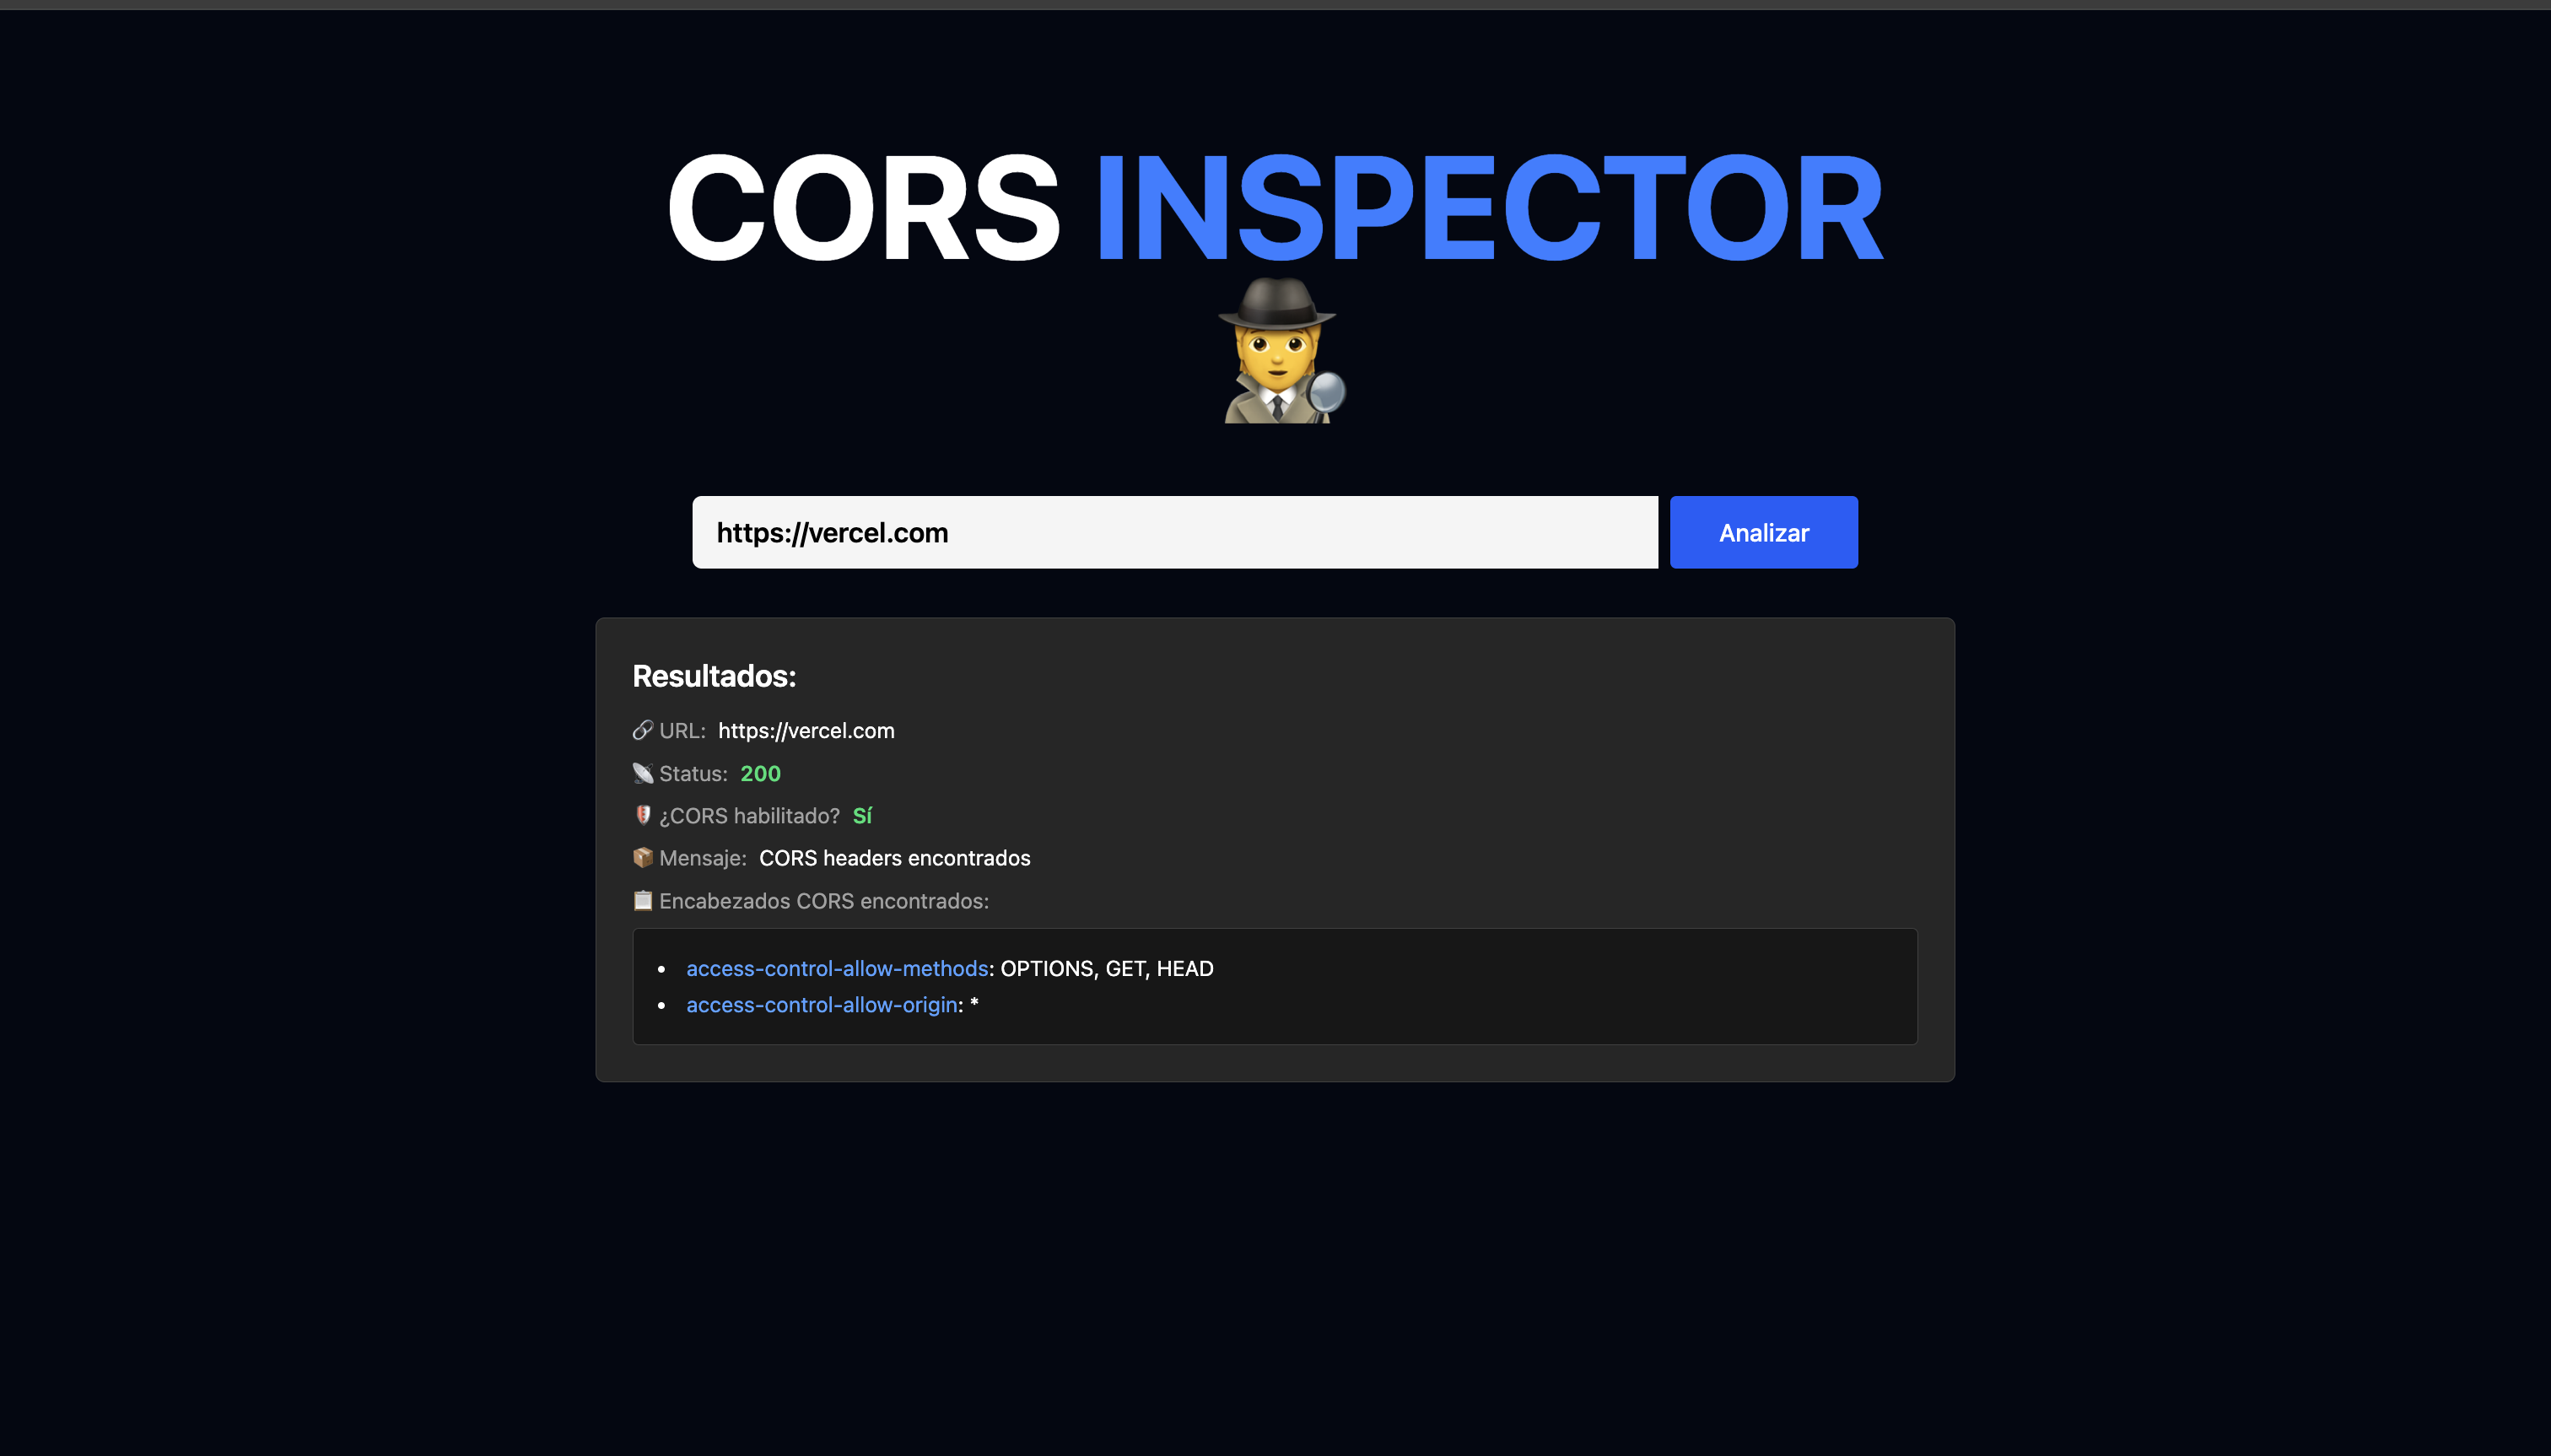 CORS INSPECTOR
https://vercel.com
Analizar
Resultados:
URL: https://vercel.com
Status: 200
¿CORS habilitado? Sí
Mensaje: CORS headers encontrados
Encabezados CORS encontrados:
• access-control-allow-methods: OPTIONS, GET, HEAD
• access-control-allow-origin: *